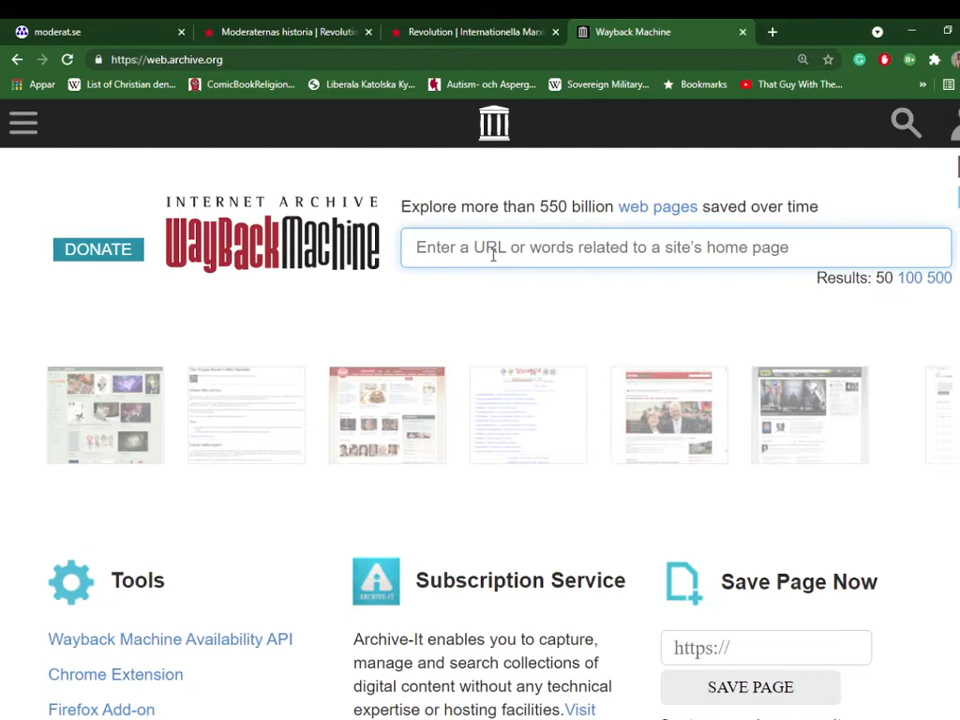 moderat.se
Moderaternas historia | Revolutio
Revolution | Internationella Marx
Wayback Machine
https://web.archive.org
Appar
List of Christian den...
ComicBookReligion...
Liberala Katolska Ky...
Autism- och Asperg...
Sovereign Military...
Bookmarks
That Guy With The...
INTERNET ARCHIVE
WayBackMachine
DONATE
Explore more than 550 billion web pages saved over time
Enter a URL or words related to a site's home page
Results: 50 100 500
Tools
Wayback Machine Availability API
Chrome Extension
Firefox Add-on
ARCHIVE-IT
Subscription Service
Archive-It enables you to capture,
manage and search collections of
digital content without any technical
expertise or hosting facilities. Visit
Save Page Now
https://
SAVE PAGE